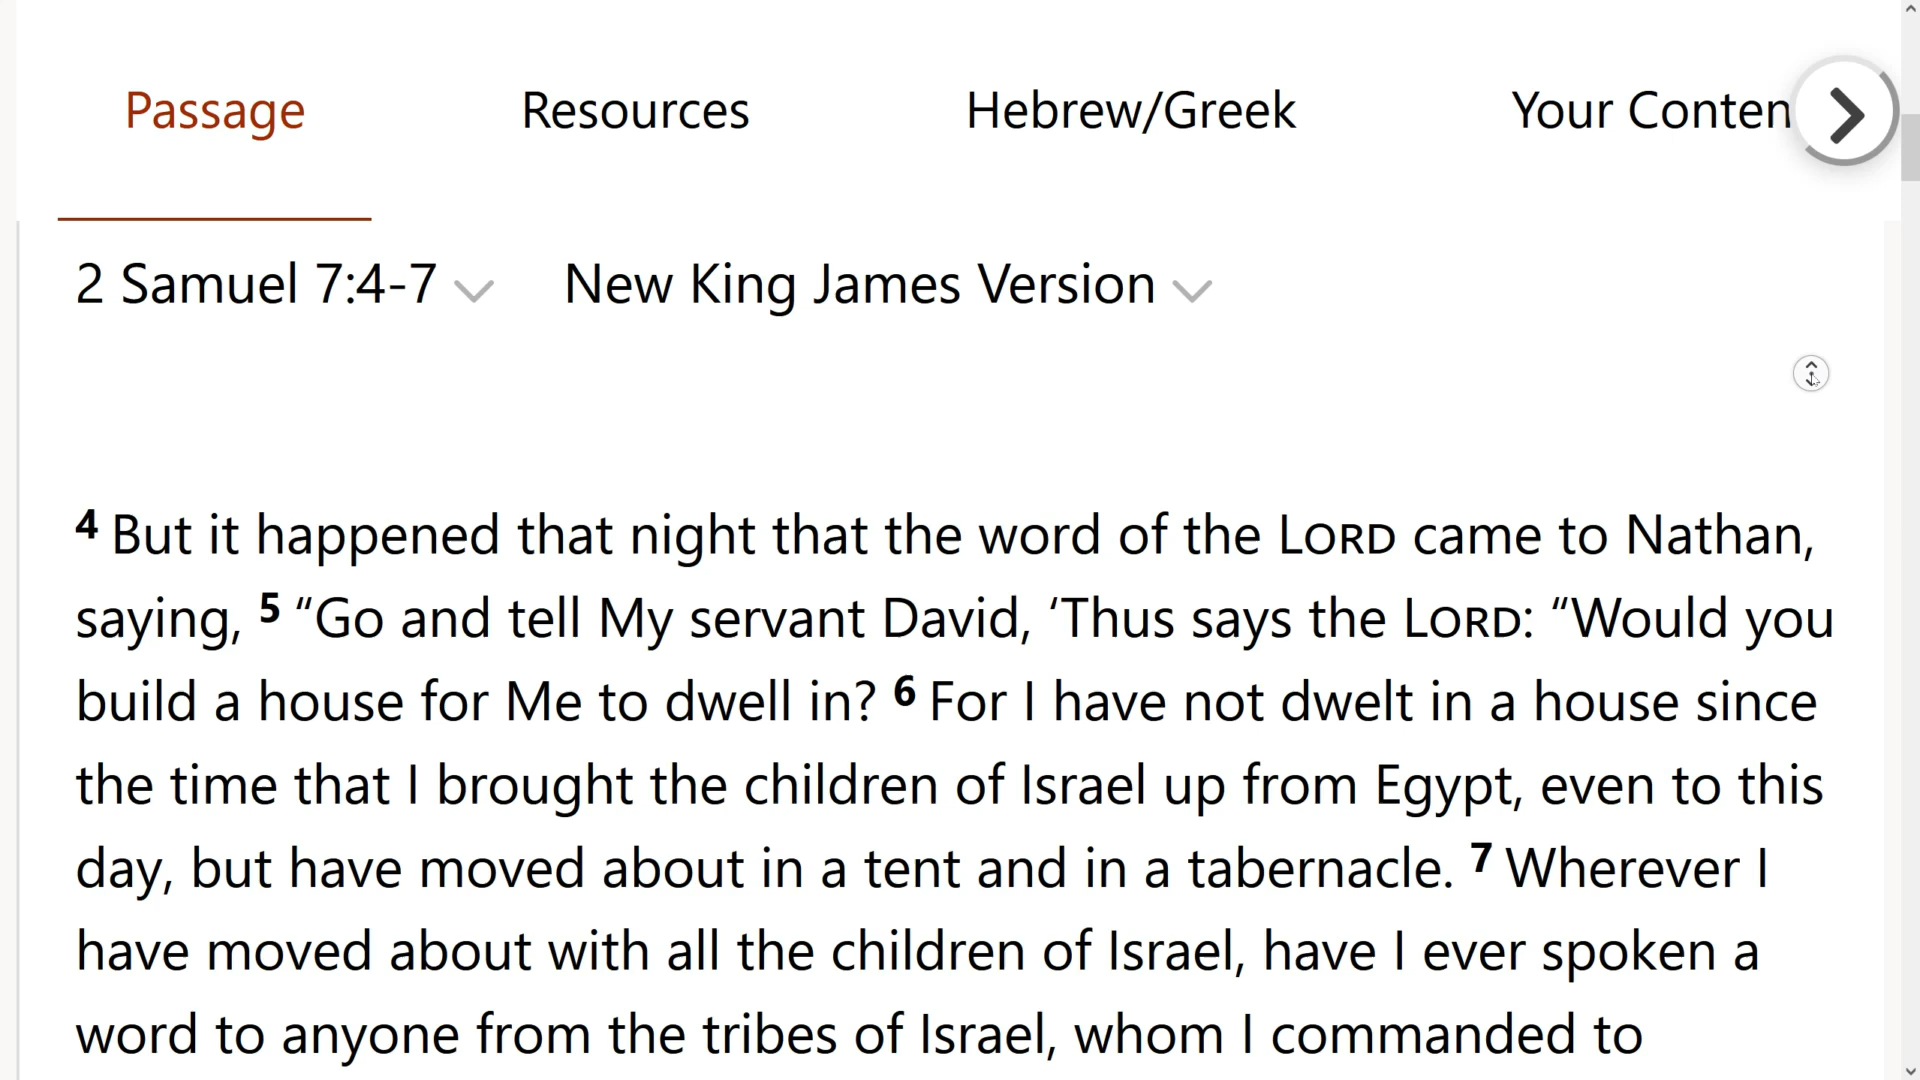 Passage Resources Hebrew/Greek Your Conten
2 Samuel 7:4-7 New King James Version
4 But it happened that night that the word of the LORD came to Nathan,
saying, 5 “Go and tell My servant David, ‘Thus says the LORD: “Would you
build a house for Me to dwell in? 6 For I have not dwelt in a house since
the time that I brought the children of Israel up from Egypt, even to this
day, but have moved about in a tent and in a tabernacle. 7 Wherever I
have moved about with all the children of Israel, have I ever spoken a
word to anyone from the tribes of Israel, whom I commanded to